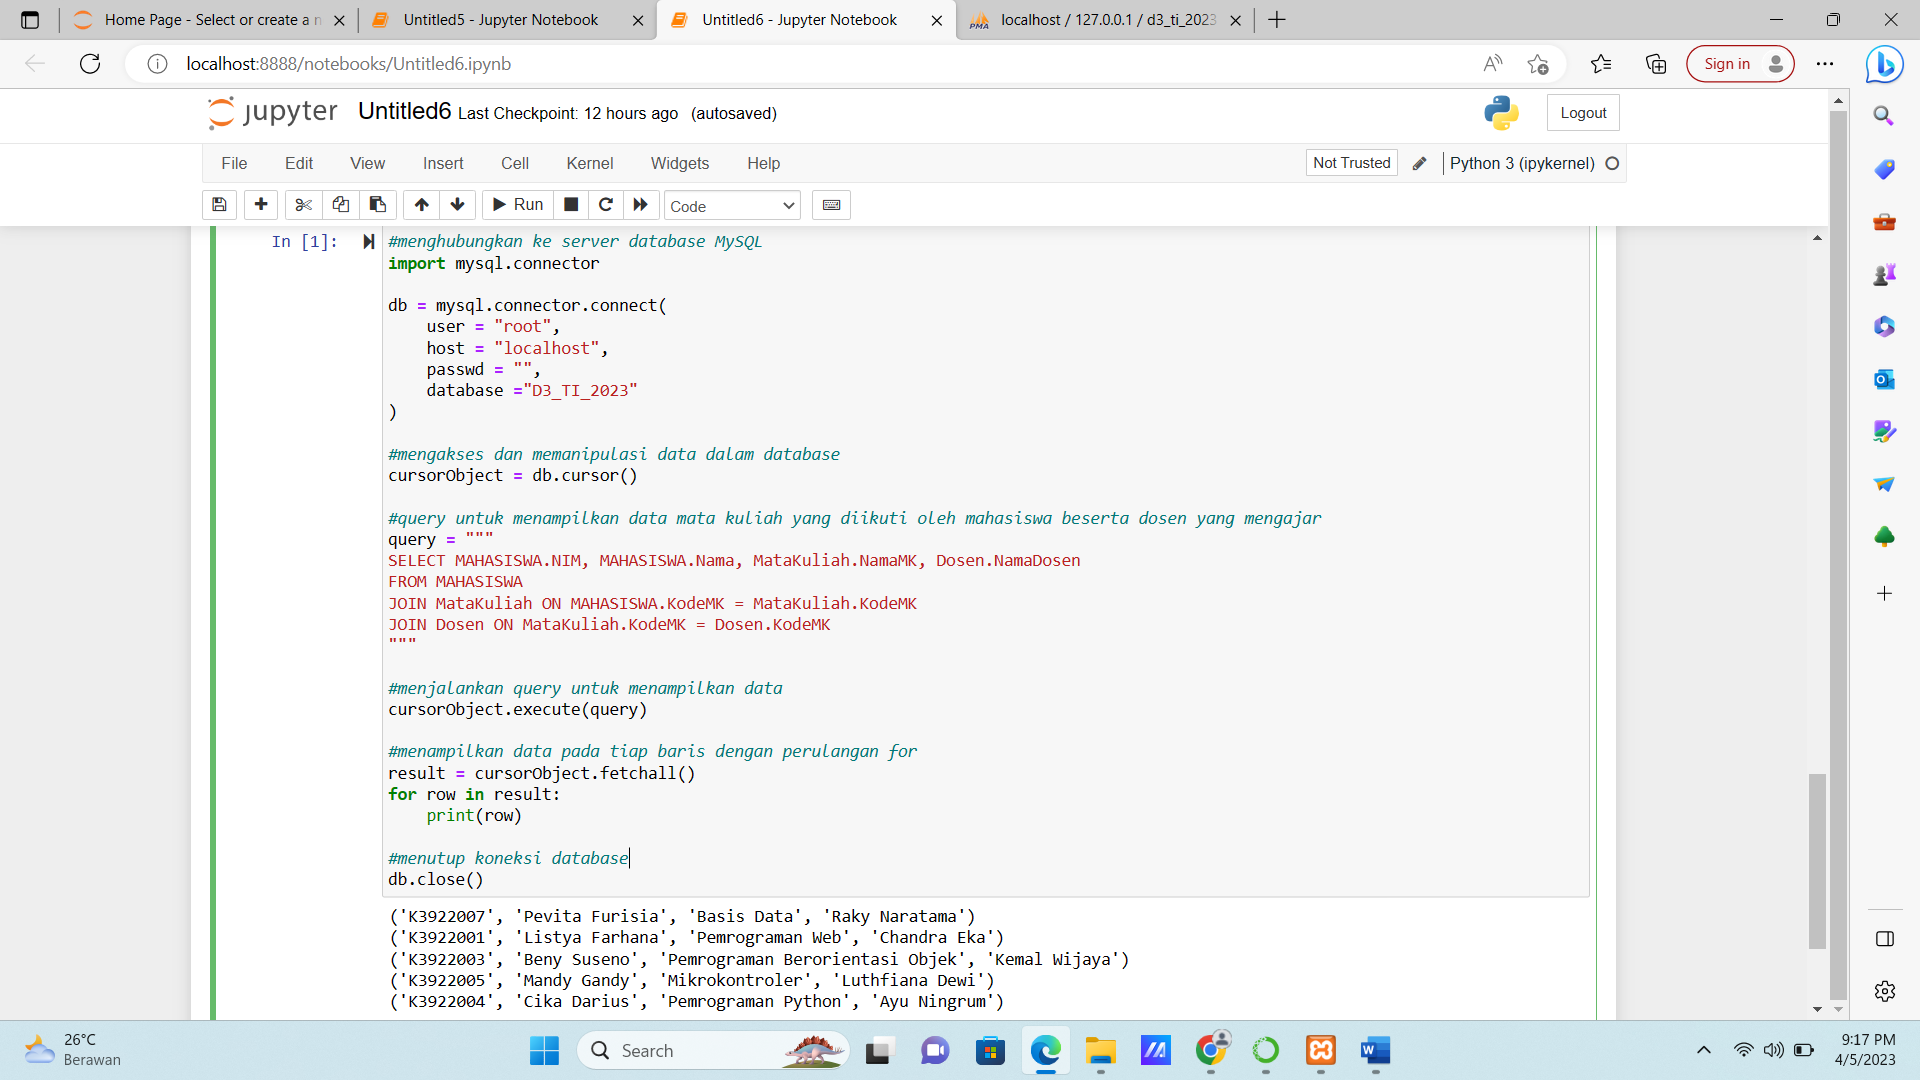 Home Page - Select or create a n
Untitled5 - Jupyter Notebook
Untitled6 - Jupyter Notebook
localhost / 127.0.0.1 / d3_ti_2023
localhost:8888/notebooks/Untitled6.ipynb
Sign in
jupyter Untitled6 Last Checkpoint: 12 hours ago (autosaved)
Logout
File Edit View Insert Cell Kernel Widgets Help
Not Trusted
Python 3 (ipykernel)
Run
Code
In [1]:
#menghubungkan ke server database MySQL
import mysql.connector
db = mysql.connector.connect(
    user = "root",
    host = "localhost",
    passwd = "",
    database ="D3_TI_2023"
)
#mengakses dan memanipulasi data dalam database
cursorObject = db.cursor()
#query untuk menampilkan data mata kuliah yang diikuti oleh mahasiswa beserta dosen yang mengajar
query = """
SELECT MAHASISWA.NIM, MAHASISWA.Nama, MataKuliah.NamaMK, Dosen.NamaDosen
FROM MAHASISWA
JOIN MataKuliah ON MAHASISWA.KodeMK = MataKuliah.KodeMK
JOIN Dosen ON MataKuliah.KodeMK = Dosen.KodeMK
"""
#menjalankan query untuk menampilkan data
cursorObject.execute(query)
#menampilkan data pada tiap baris dengan perulangan for
result = cursorObject.fetchall()
for row in result:
    print(row)
#menutup koneksi database
db.close()
('K3922007', 'Pevita Furisia', 'Basis Data', 'Raky Naratama')
('K3922001', 'Listya Farhana', 'Pemrograman Web', 'Chandra Eka')
('K3922003', 'Beny Suseno', 'Pemrograman Berorientasi Objek', 'Kemal Wijaya')
('K3922005', 'Mandy Gandy', 'Mikrokontroler', 'Luthfiana Dewi')
('K3922004', 'Cika Darius', 'Pemrograman Python', 'Ayu Ningrum')
26°C
Berawan
Search
9:17 PM
4/5/2023